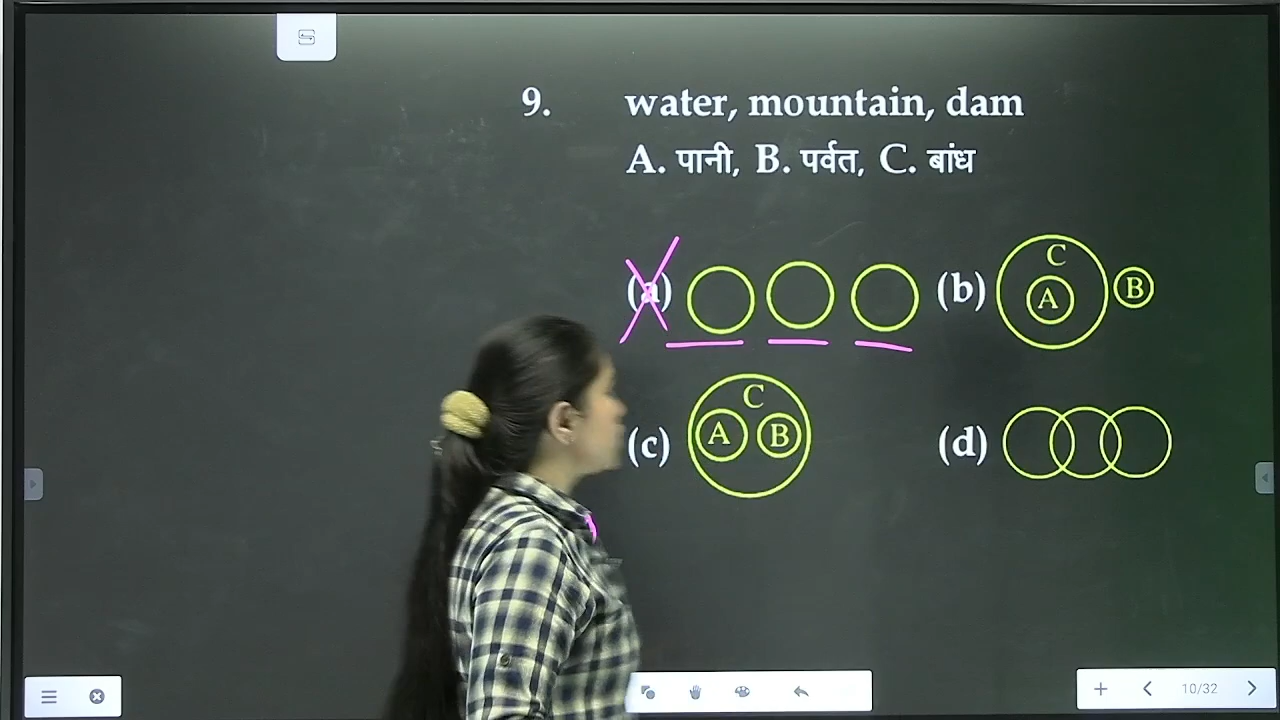 9. water, mountain, dam
A. पानी, B. पर्वत, C. बांध
(a) (b) C A B
(c) C A B (d)
10/32